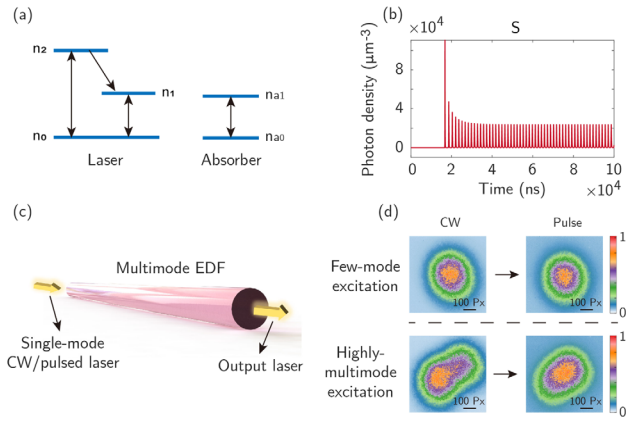 (a)
n₂
n₁
n₀
Laser
nₐ₁
nₐ₀
Absorber
(b)
×10⁴
S
Photon density (μm⁻³)
8
4
0
0
2
4
6
8
10
Time (ns)
×10⁴
(c)
Multimode EDF
Single-mode
CW/pulsed laser
Output laser
(d)
CW
Pulse
Few-mode
excitation
100 Px
100 Px
1
0
Highly-
multimode
excitation
100 Px
100 Px
1
0